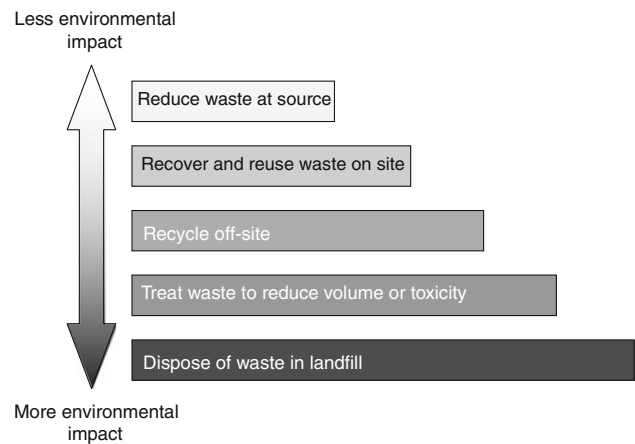 Less environmental
impact
Reduce waste at source
Recover and reuse waste on site
Recycle off-site
Treat waste to reduce volume or toxicity
Dispose of waste in landfill
More environmental
impact